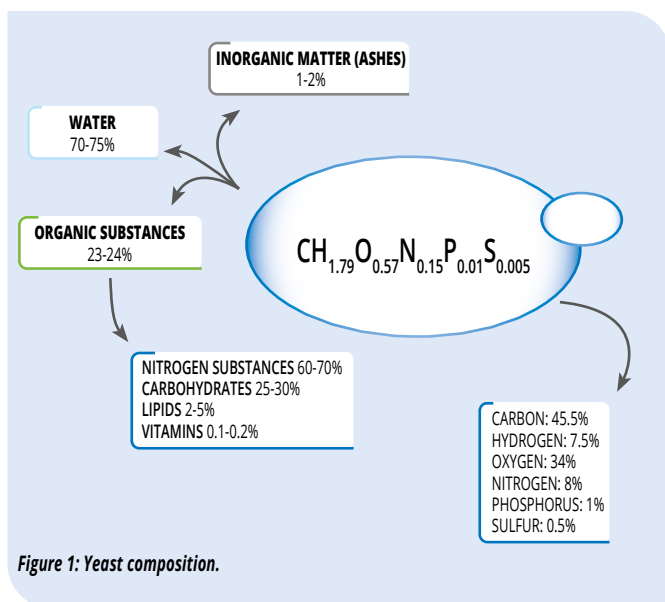 INORGANIC MATTER (ASHES)
1-2%
WATER
70-75%
ORGANIC SUBSTANCES
23-24%
CH1.79O0.57N0.15P0.01S0.005
NITROGEN SUBSTANCES 60-70%
CARBOHYDRATES 25-30%
LIPIDS 2-5%
VITAMINS 0.1-0.2%
CARBON: 45.5%
HYDROGEN: 7.5%
OXYGEN: 34%
NITROGEN: 8%
PHOSPHORUS: 1%
SULFUR: 0.5%
Figure 1: Yeast composition.